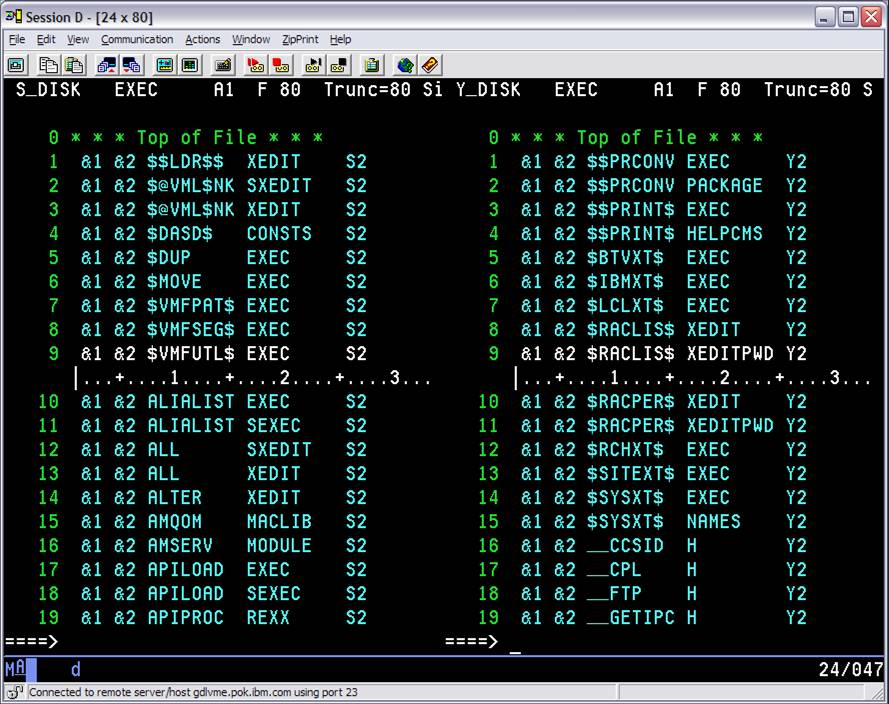 Session D - [24 x 80]
File Edit View Communication Actions Window ZipPrint Help
S_DISK EXEC A1 F 80 Trunc=80 Si Y_DISK EXEC A1 F 80 Trunc=80 S
0 * * * Top of File * * * 0 * * * Top of File * * *
1 &1 &2 $$LDR$$ XEDIT S2 1 &1 &2 $$PRCONV EXEC Y2
2 &1 &2 $@VML$NK SXEDIT S2 2 &1 &2 $$PRCONV PACKAGE Y2
3 &1 &2 $@VML$NK XEDIT S2 3 &1 &2 $$PRINT$ EXEC Y2
4 &1 &2 $DASD$ CONSTS S2 4 &1 &2 $$PRINT$ HELPCMS Y2
5 &1 &2 $DUP EXEC S2 5 &1 &2 $BTVXT$ EXEC Y2
6 &1 &2 $MOVE EXEC S2 6 &1 &2 $IBMXT$ EXEC Y2
7 &1 &2 $VMFPAT$ EXEC S2 7 &1 &2 $LCLXT$ EXEC Y2
8 &1 &2 $VMFSEG$ EXEC S2 8 &1 &2 $RACLIS$ XEDIT Y2
9 &1 &2 $VMFUTL$ EXEC S2 9 &1 &2 $RACLIS$ XEDITPWD Y2
|...+....1....+....2....+....3... |...+....1....+....2....+....3...
10 &1 &2 ALIALIST EXEC S2 10 &1 &2 $RACPER$ XEDIT Y2
11 &1 &2 ALIALIST SEXEC S2 11 &1 &2 $RACPER$ XEDITPWD Y2
12 &1 &2 ALL SXEDIT S2 12 &1 &2 $RCHXT$ EXEC Y2
13 &1 &2 ALL XEDIT S2 13 &1 &2 $SITEXT$ EXEC Y2
14 &1 &2 ALTER XEDIT S2 14 &1 &2 $SYSXT$ EXEC Y2
15 &1 &2 AMQOM MACLIB S2 15 &1 &2 $SYSXT$ NAMES Y2
16 &1 &2 AMSERV MODULE S2 16 &1 &2 __CCSID H Y2
17 &1 &2 APILOAD EXEC S2 17 &1 &2 __CPL H Y2
18 &1 &2 APILOAD SEXEC S2 18 &1 &2 __FTP H Y2
19 &1 &2 APIPROC REXX S2 19 &1 &2 __GETIPC H Y2
====> ====> _
MA d 24/047
Connected to remote server/host gdlvme.pok.ibm.com using port 23